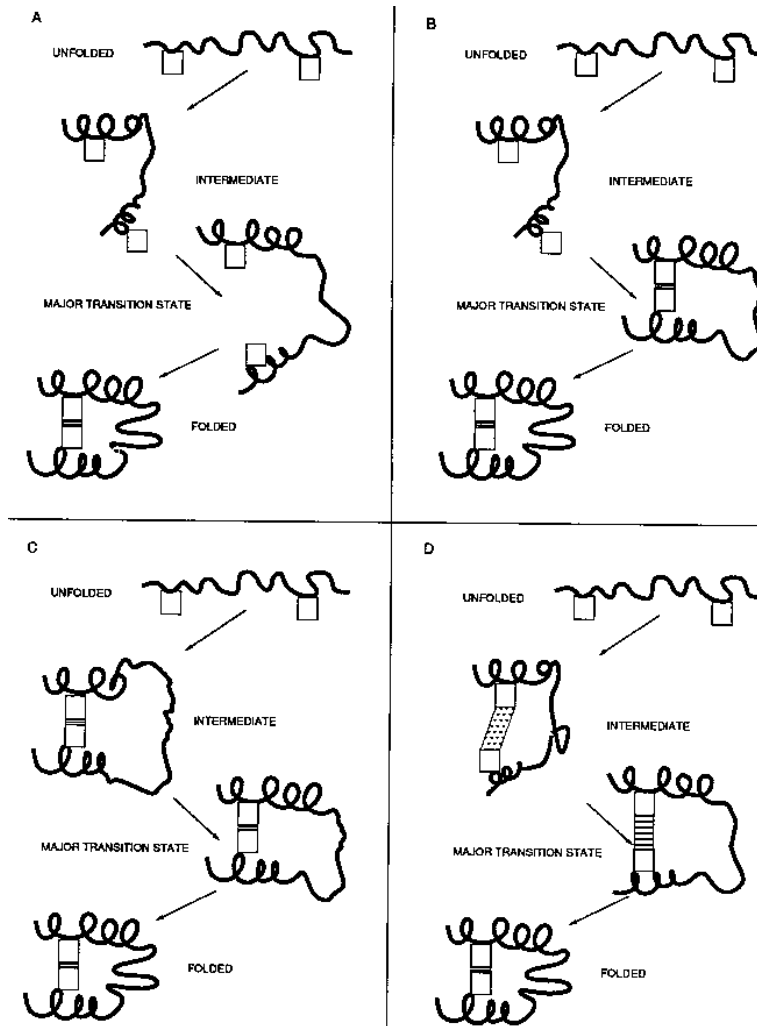 A
UNFOLDED
INTERMEDIATE
MAJOR TRANSITION STATE
FOLDED
B
UNFOLDED
INTERMEDIATE
MAJOR TRANSITION STATE
FOLDED
C
UNFOLDED
INTERMEDIATE
MAJOR TRANSITION STATE
FOLDED
D
UNFOLDED
INTERMEDIATE
MAJOR TRANSITION STATE
FOLDED